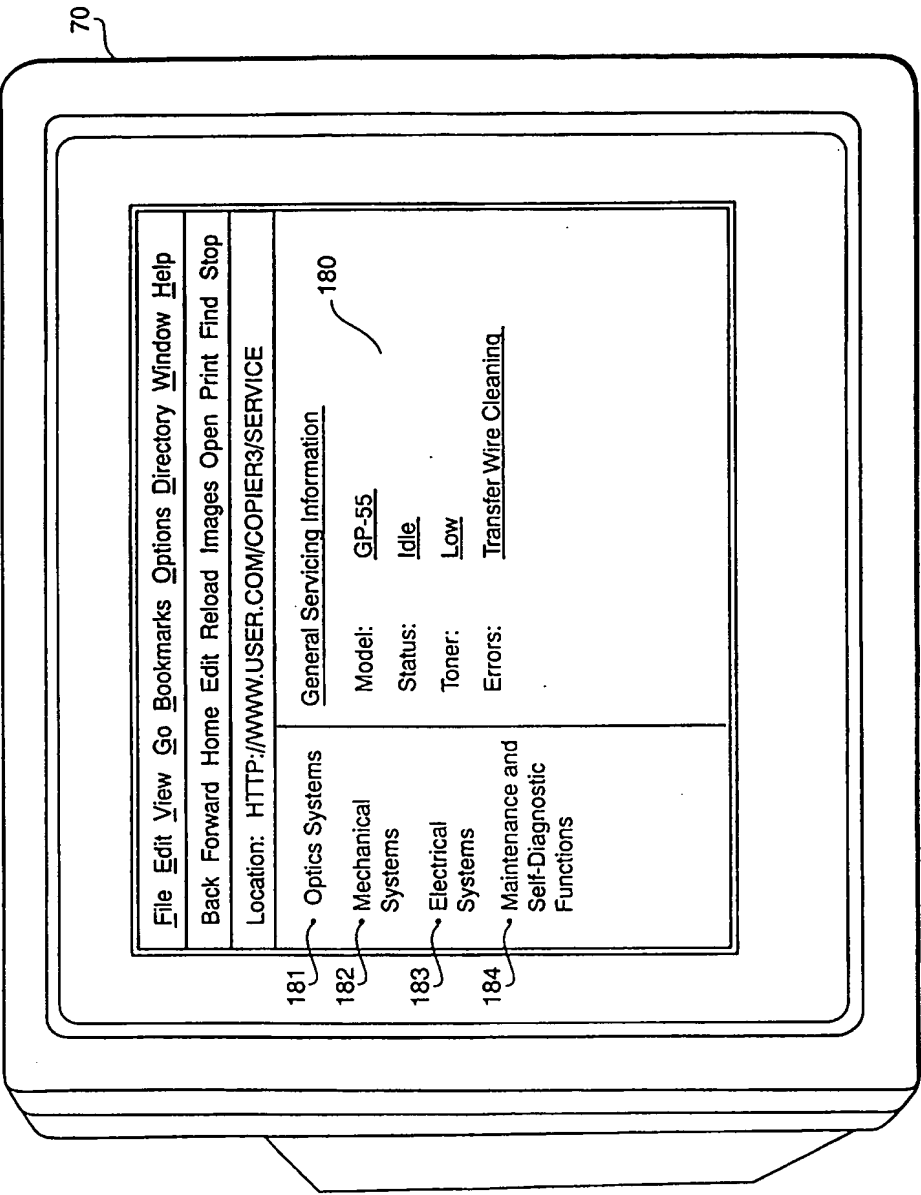 70
File Edit View Go Bookmarks Options Directory Window Help
Back Forward Home Edit Reload Images Open Print Find Stop
Location: HTTP://WWW.USER.COM/COPIER3/SERVICE
181
• Optics Systems
182
• Mechanical
Systems
183
• Electrical
Systems
184
• Maintenance and
Self-Diagnostic
Functions
General Servicing Information
180
Model: GP-55
Status: Idle
Toner: Low
Errors: Transfer Wire Cleaning